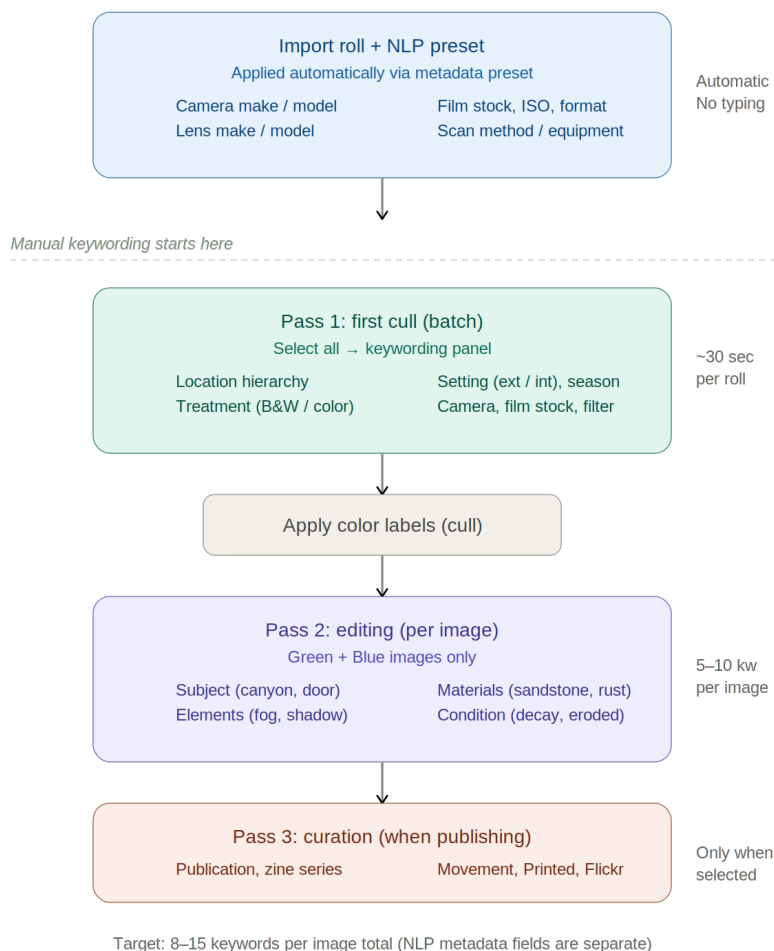 Import roll + NLP preset
Applied automatically via metadata preset
Camera make / model
Film stock, ISO, format
Lens make / model
Scan method / equipment
Automatic
No typing
Manual keywording starts here
Pass 1: first cull (batch)
Select all → keywording panel
Location hierarchy
Setting (ext / int), season
Treatment (B&W / color)
Camera, film stock, filter
~30 sec
per roll
Apply color labels (cull)
Pass 2: editing (per image)
Green + Blue images only
Subject (canyon, door)
Materials (sandstone, rust)
Elements (fog, shadow)
Condition (decay, eroded)
5–10 kw
per image
Pass 3: curation (when publishing)
Publication, zine series
Movement, Printed, Flickr
Only when
selected
Target: 8–15 keywords per image total (NLP metadata fields are separate)